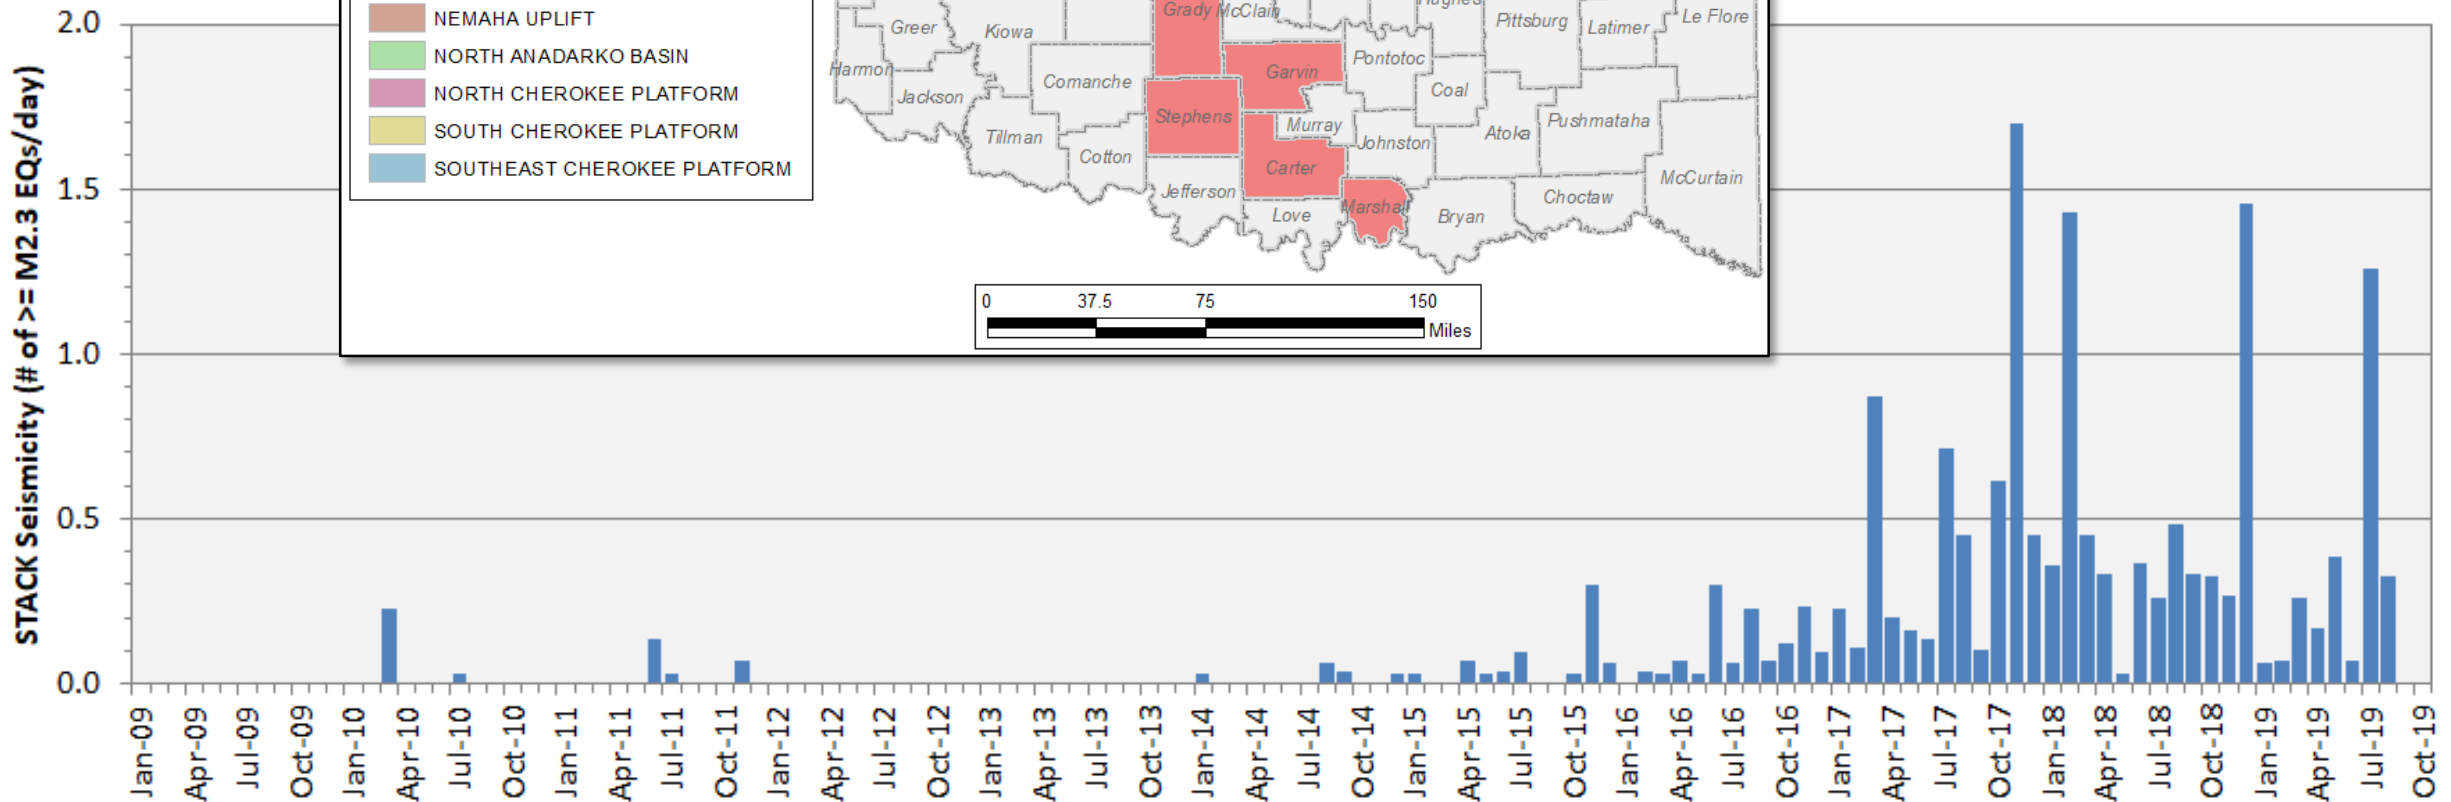 2.0
1.5
1.0
0.5
0.0
STACK Seismicity (# of >= M2.3 EQs/day)
NEMAHA UPLIFT
NORTH ANADARKO BASIN
NORTH CHEROKEE PLATFORM
SOUTH CHEROKEE PLATFORM
SOUTHEAST CHEROKEE PLATFORM
Grady McClain
Hughes
Pittsburg
Latimer
Le Flore
Greer
Kiowa
Harmon
Comanche
Garvin
Pontotoc
Jackson
Stephens
Coal
Tillman
Murray
Johnston
Atoka
Pushmataha
Cotton
Carter
Jefferson
Love
Marshal
Bryan
Choctaw
McCurtain
0 37.5 75 150
Miles
Jan-09 Apr-09 Jul-09 Oct-09 Jan-10 Apr-10 Jul-10 Oct-10 Jan-11 Apr-11 Jul-11 Oct-11 Jan-12 Apr-12 Jul-12 Oct-12 Jan-13 Apr-13 Jul-13 Oct-13 Jan-14 Apr-14 Jul-14 Oct-14 Jan-15 Apr-15 Jul-15 Oct-15 Jan-16 Apr-16 Jul-16 Oct-16 Jan-17 Apr-17 Jul-17 Oct-17 Jan-18 Apr-18 Jul-18 Oct-18 Jan-19 Apr-19 Jul-19 Oct-19